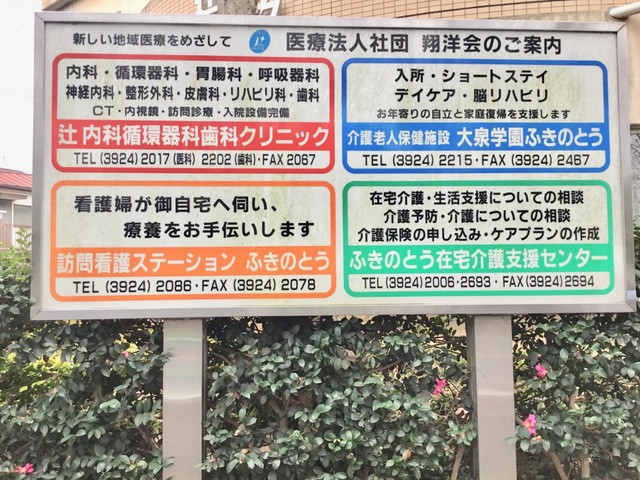 新しい地域医療をめざして
医療法人社団 翔洋会のご案内
内科・循環器科・胃腸科・呼吸器科
神経内科・整形外科・皮膚科・リハビリ科・歯科
CT・内視鏡・訪問診療・入院設備完備
辻 内科循環器科歯科クリニック
TEL (3924) 2017 (医科) 2202 (歯科)・FAX 2067
入所・ショートステイ
デイケア・脳リハビリ
お年寄りの自立と家庭復帰を支援します
介護老人保健施設 大泉学園ふきのとう
TEL (3924) 2215・FAX (3924) 2467
看護婦が御自宅へ伺い、
療養をお手伝いします
訪問看護ステーション ふきのとう
TEL (3924) 2086・FAX (3924) 2078
在宅介護・生活支援についての相談
介護予防・介護についての相談
介護保険の申し込み・ケアプランの作成
ふきのとう在宅介護支援センター
TEL (3924) 2006・2693・FAX (3924) 2694